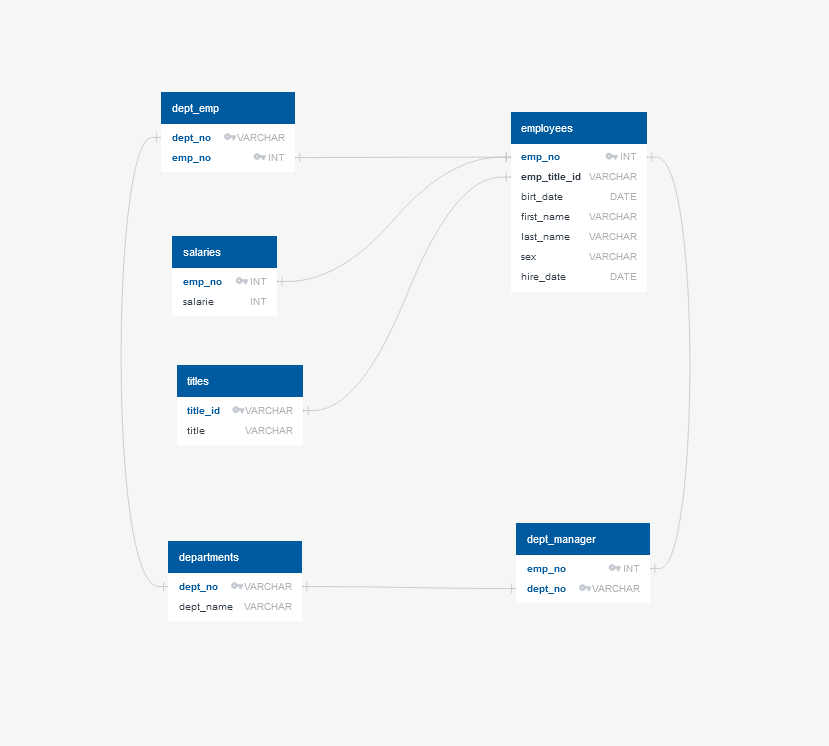 dept_emp
dept_no VARCHAR
emp_no INT
employees
emp_no INT
emp_title_id VARCHAR
birt_date DATE
first_name VARCHAR
last_name VARCHAR
sex VARCHAR
hire_date DATE
salaries
emp_no INT
salarie INT
titles
title_id VARCHAR
title VARCHAR
departments
dept_no VARCHAR
dept_name VARCHAR
dept_manager
emp_no INT
dept_no VARCHAR